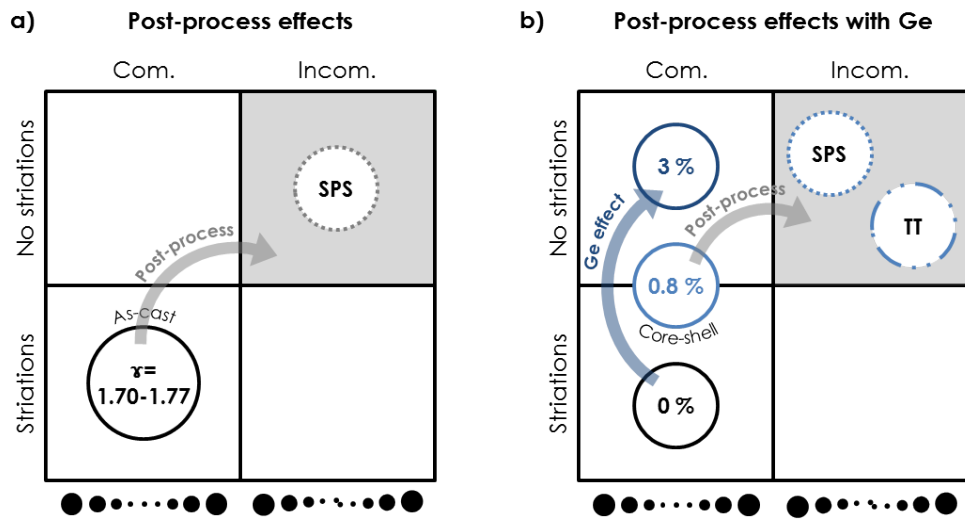 a) Post-process effects
Com. Incom.
No striations
Striations
SPS
Post-process
As-cast
ɤ=
1.70-1.77
b) Post-process effects with Ge
Com. Incom.
No striations
Striations
3 %
SPS
TT
Ge effect
Post-process
0.8 %
Core-shell
0 %